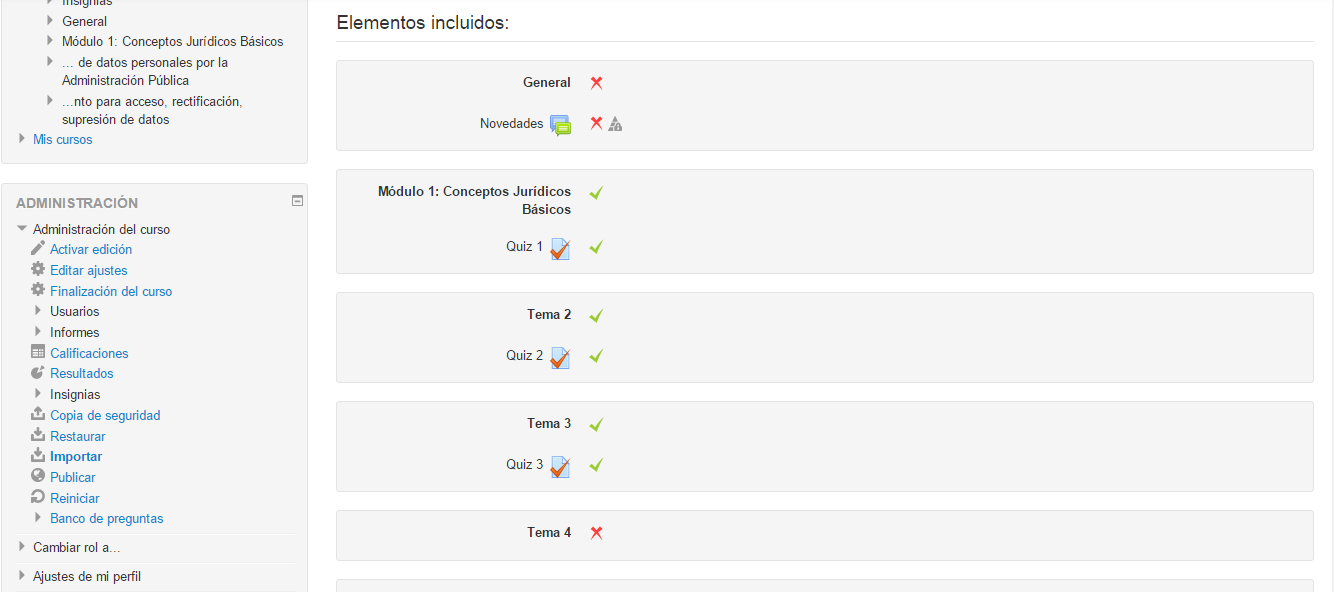 Insignias
General
Módulo 1: Conceptos Jurídicos Básicos
... de datos personales por la
Administración Pública
...nto para acceso, rectificación,
supresión de datos
Mis cursos
ADMINISTRACIÓN
Administración del curso
Activar edición
Editar ajustes
Finalización del curso
Usuarios
Informes
Calificaciones
Resultados
Insignias
Copia de seguridad
Restaurar
Importar
Publicar
Reiniciar
Banco de preguntas
Cambiar rol a...
Ajustes de mi perfil
Elementos incluidos:
General
Novedades
Módulo 1: Conceptos Jurídicos
Básicos
Quiz 1
Tema 2
Quiz 2
Tema 3
Quiz 3
Tema 4